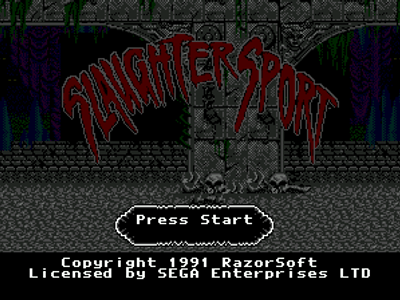 SLAUGHTER SPORT
Press Start
Copyright 1991 RazorSoft
Licensed by SEGA Enterprises LTD